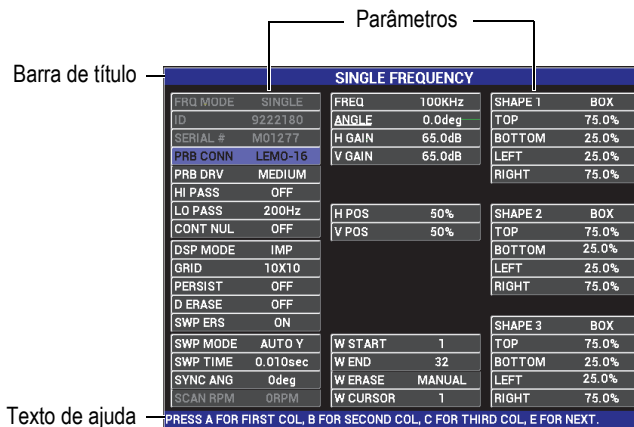 Parâmetros
Barra de título
SINGLE FREQUENCY
FRQ MODE SINGLE
ID 9222180
SERIAL # M01277
PRB CONN LEMO-16
PRB DRV MEDIUM
HI PASS OFF
LO PASS 200Hz
CONT NUL OFF
DSP MODE IMP
GRID 10X10
PERSIST OFF
D ERASE OFF
SWP ERS ON
SWP MODE AUTO Y
SWP TIME 0.010sec
SYNC ANG 0deg
SCAN RPM 0RPM
FREQ 100KHz
ANGLE 0.0deg
H GAIN 65.0dB
V GAIN 65.0dB
H POS 50%
V POS 50%
W START 1
W END 32
W ERASE MANUAL
W CURSOR 1
SHAPE 1 BOX
TOP 75.0%
BOTTOM 25.0%
LEFT 25.0%
RIGHT 75.0%
SHAPE 2 BOX
TOP 75.0%
BOTTOM 25.0%
LEFT 25.0%
RIGHT 75.0%
SHAPE 3 BOX
TOP 75.0%
BOTTOM 25.0%
LEFT 25.0%
RIGHT 75.0%
Texto de ajuda
PRESS A FOR FIRST COL, B FOR SECOND COL, C FOR THIRD COL, E FOR NEXT.